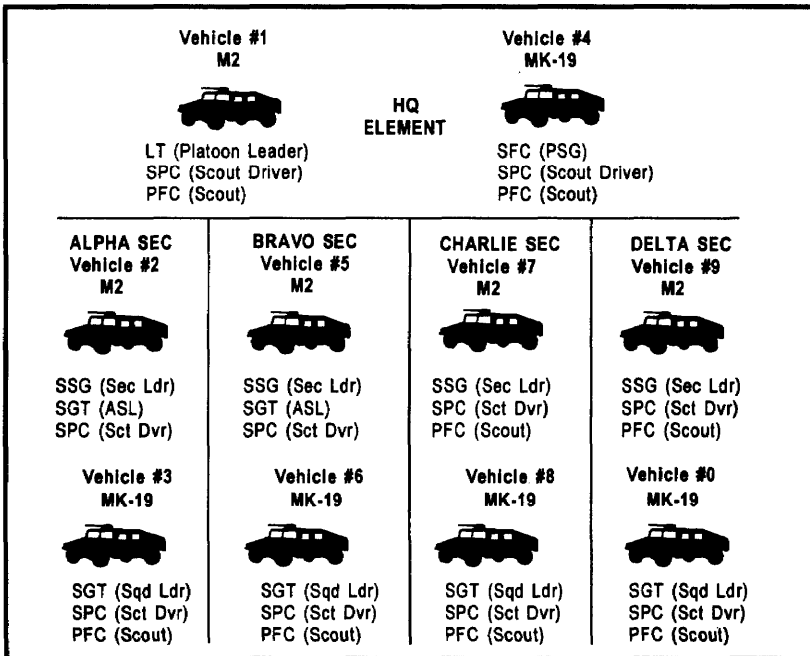 Vehicle #1
M2
Vehicle #4
MK-19
HQ
ELEMENT
LT (Platoon Leader)
SPC (Scout Driver)
PFC (Scout)
SFC (PSG)
SPC (Scout Driver)
PFC (Scout)
ALPHA SEC
Vehicle #2
M2
SSG (Sec Ldr)
SGT (ASL)
SPC (Sct Dvr)
Vehicle #3
MK-19
SGT (Sqd Ldr)
SPC (Sct Dvr)
PFC (Scout)
BRAVO SEC
Vehicle #5
M2
SSG (Sec Ldr)
SGT (ASL)
SPC (Sct Dvr)
Vehicle #6
MK-19
SGT (Sqd Ldr)
SPC (Sct Dvr)
PFC (Scout)
CHARLIE SEC
Vehicle #7
M2
SSG (Sec Ldr)
SPC (Sct Dvr)
PFC (Scout)
Vehicle #8
MK-19
SGT (Sqd Ldr)
SPC (Sct Dvr)
PFC (Scout)
DELTA SEC
Vehicle #9
M2
SSG (Sec Ldr)
SPC (Sct Dvr)
PFC (Scout)
Vehicle #0
MK-19
SGT (Sqd Ldr)
SPC (Sct Dvr)
PFC (Scout)